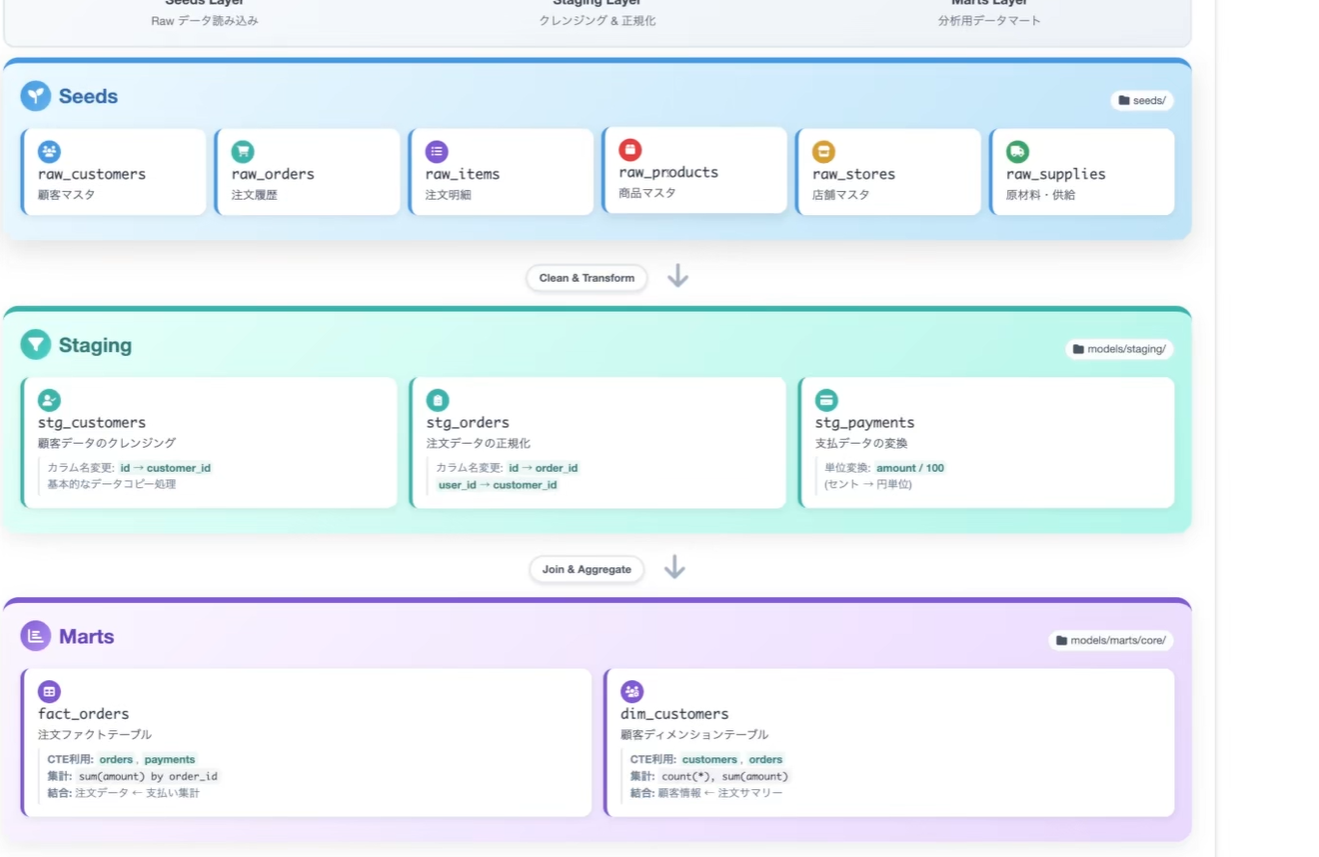 Seeds Layer
Staging Layer
Marts Layer
Raw データ読み込み
クレンジング & 正規化
分析用データマート
Seeds
seeds/
raw_customers
顧客マスタ
raw_orders
注文履歴
raw_items
注文明細
raw_products
商品マスタ
raw_stores
店舗マスタ
raw_supplies
原材料・供給
Clean & Transform
Staging
models/staging/
stg_customers
顧客データのクレンジング
カラム名変更: id → customer_id
基本的なデータコピー処理
stg_orders
注文データの正規化
カラム名変更: id → order_id
user_id → customer_id
stg_payments
支払データの変換
単位変換: amount / 100
(セント → 円単位)
Join & Aggregate
Marts
models/marts/core/
fact_orders
注文ファクトテーブル
CTE利用: orders , payments
集計: sum(amount) by order_id
結合: 注文データ ← 支払い集計
dim_customers
顧客ディメンションテーブル
CTE利用: customers , orders
集計: count(*), sum(amount)
結合: 顧客情報 ← 注文サマリー